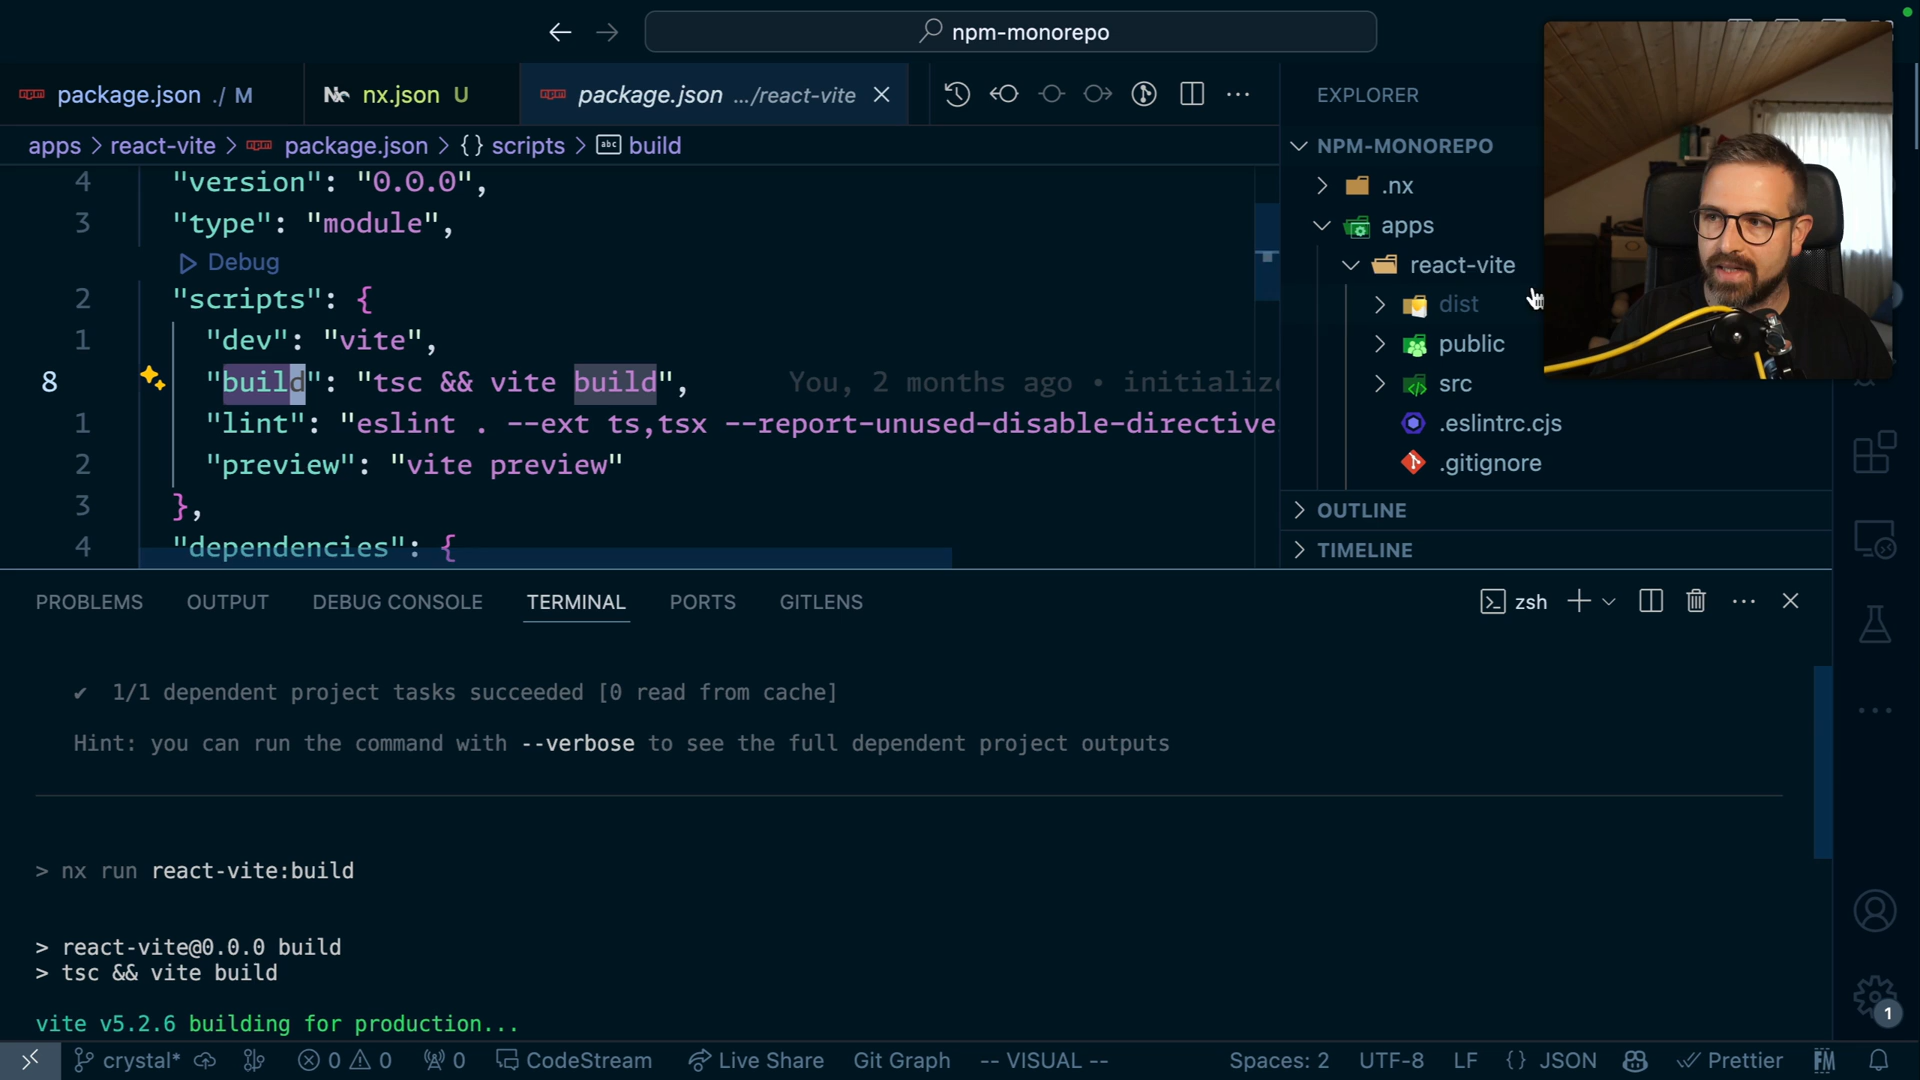 npm-monorepo
package.json ./ M
nx.json U
package.json .../react-vite
EXPLORER
apps > react-vite > package.json > {} scripts > abc build
NPM-MONOREPO
4 "version": "0.0.0",
.nx
3 "type": "module",
apps
Debug
react-vite
2 "scripts": {
dist
1 "dev": "vite",
public
8 "build": "tsc && vite build", You, 2 months ago • initialize
src
1 "lint": "eslint . --ext ts,tsx --report-unused-disable-directive
.eslintrc.cjs
2 "preview": "vite preview"
.gitignore
3 },
OUTLINE
4 "dependencies": {
TIMELINE
PROBLEMS OUTPUT DEBUG CONSOLE TERMINAL PORTS GITLENS
zsh
✔ 1/1 dependent project tasks succeeded [0 read from cache]
Hint: you can run the command with --verbose to see the full dependent project outputs
> nx run react-vite:build
> react-vite@0.0.0 build
> tsc && vite build
vite v5.2.6 building for production...
1
crystal* 0 0 0 CodeStream Live Share Git Graph -- VISUAL -- Spaces: 2 UTF-8 LF {} JSON Prettier FM